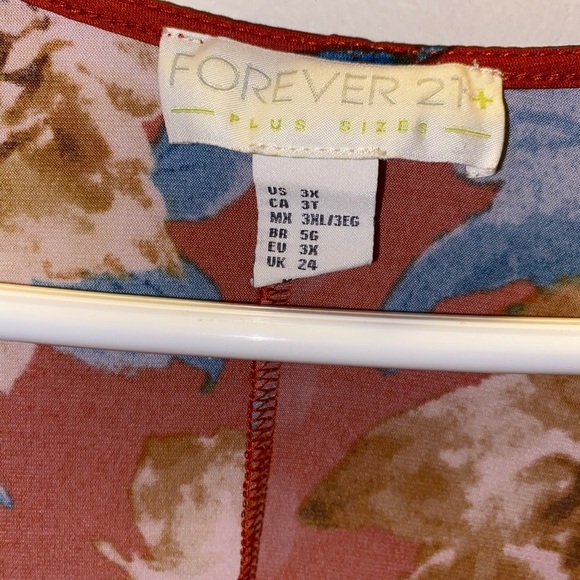 FOREVER 21+
PLUS SIZES
US 3X
CA 3T
MX 3XL/3EG
BR 5G
EU 3X
UK 24